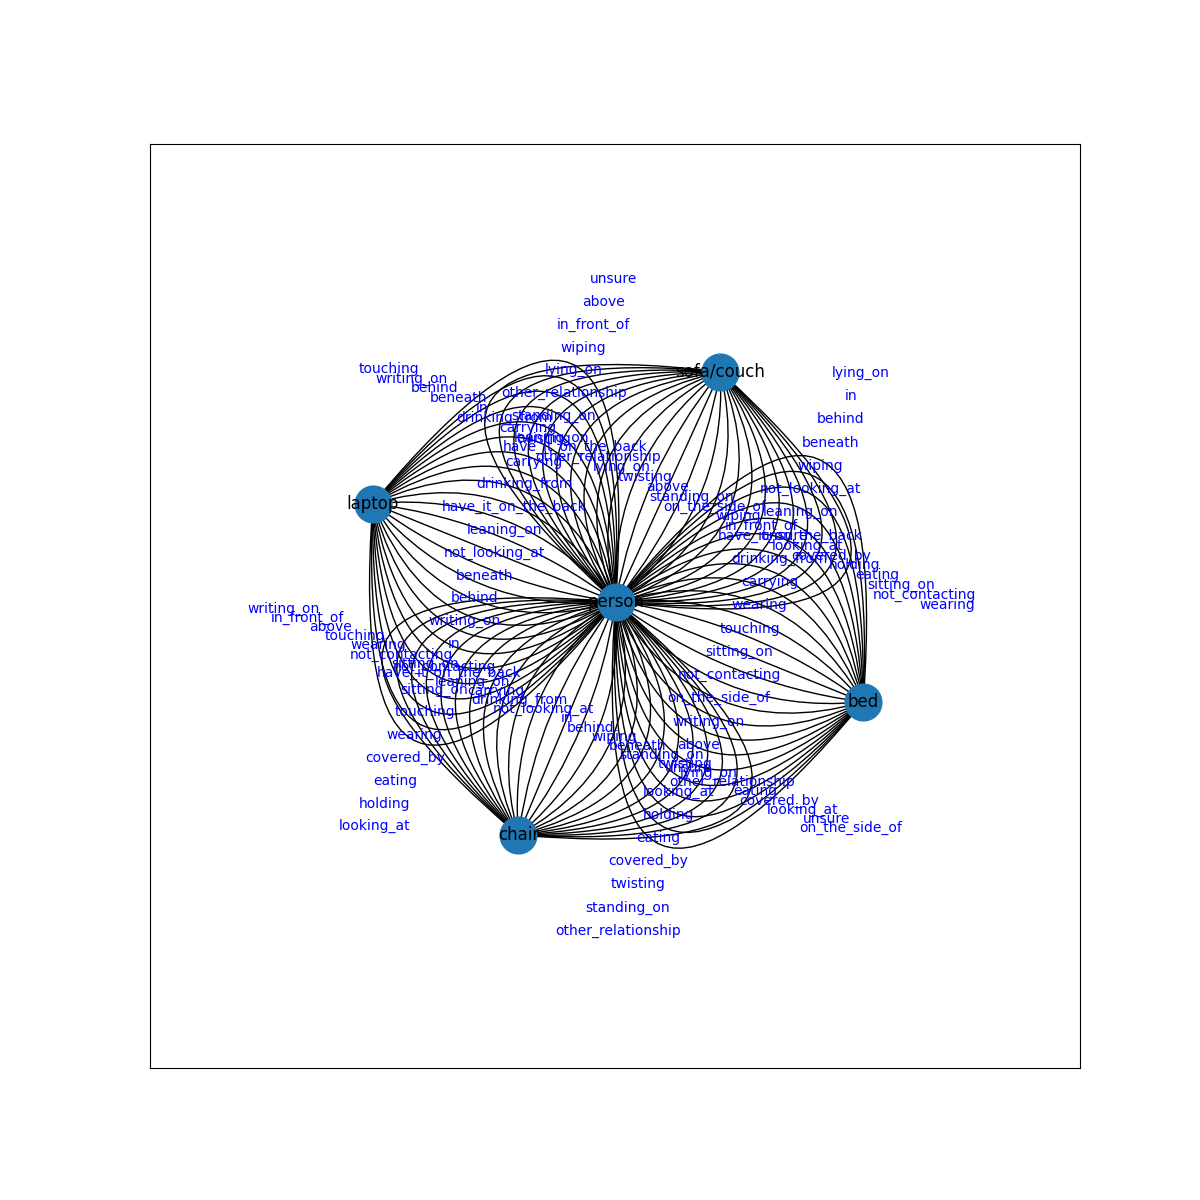 unsure
above
in_front_of
wiping
lying_on
touching
sofa/couch
lying_on
writing_on
behind
other_relationship
in
beneath
in
standing_on
drinking_from
behind
carrying
leaning_on
twisting
beneath
have_it_on_the_back
other_relationship
carrying
lying_on
wiping
twisting
drinking_from
above
not_looking_at
standing_on
laptop
have_it_on_the_back
on_the_side_of
leaning_on
wiping
in_front_of
leaning_on
have_it_on_the_back
unsure
looking_at
not_looking_at
covered_by
drinking_from
holding
beneath
eating
carrying
sitting_on
not_contacting
behind
person
wearing
wearing
writing_on
in_front_of
writing_on
above
touching
touching
in
wearing
sitting_on
not_contacting
sitting_on
not_contacting
have_it_on_the_back
not_contacting
leaning_on
sitting_on
carrying
on_the_side_of
drinking_from
bed
not_looking_at
touching
in
writing_on
behind
wearing
wiping
beneath
above
standing_on
covered_by
twisting
unsure
lying_on
eating
other_relationship
looking_at
eating
covered_by
holding
looking_at
holding
unsure
looking_at
on_the_side_of
chair
eating
covered_by
twisting
standing_on
other_relationship